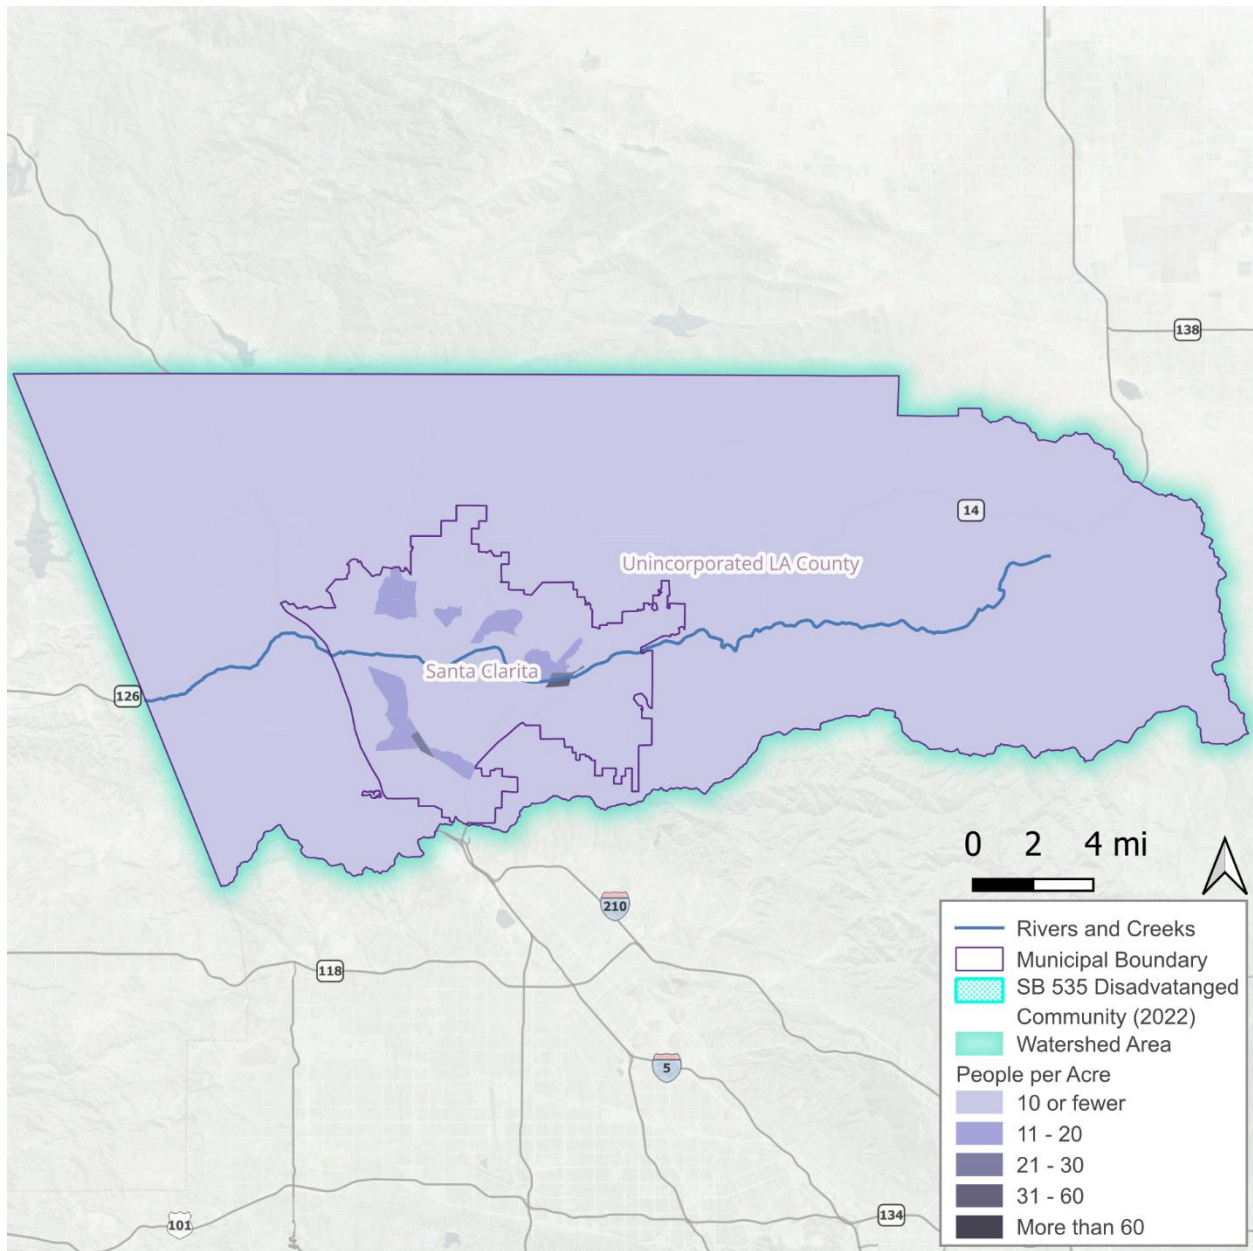 138
14
Unincorporated LA County
Santa Clarita
126
0 2 4 mi
210
118
5
101
134
Rivers and Creeks
Municipal Boundary
SB 535 Disadvatanged
Community (2022)
Watershed Area
People per Acre
10 or fewer
11 - 20
21 - 30
31 - 60
More than 60